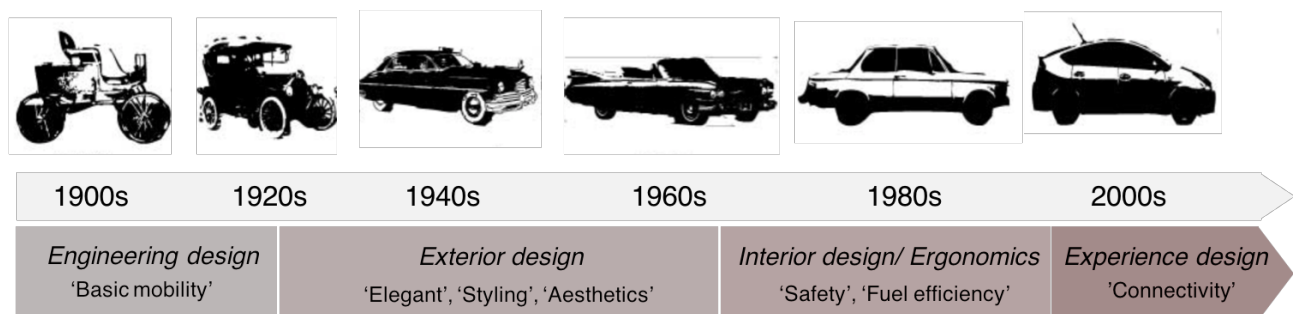 1900s 1920s 1940s 1960s 1980s 2000s
Engineering design
‘Basic mobility’
Exterior design
‘Elegant’, ‘Styling’, ‘Aesthetics’
Interior design/ Ergonomics
‘Safety’, ‘Fuel efficiency’
Experience design
’Connectivity’